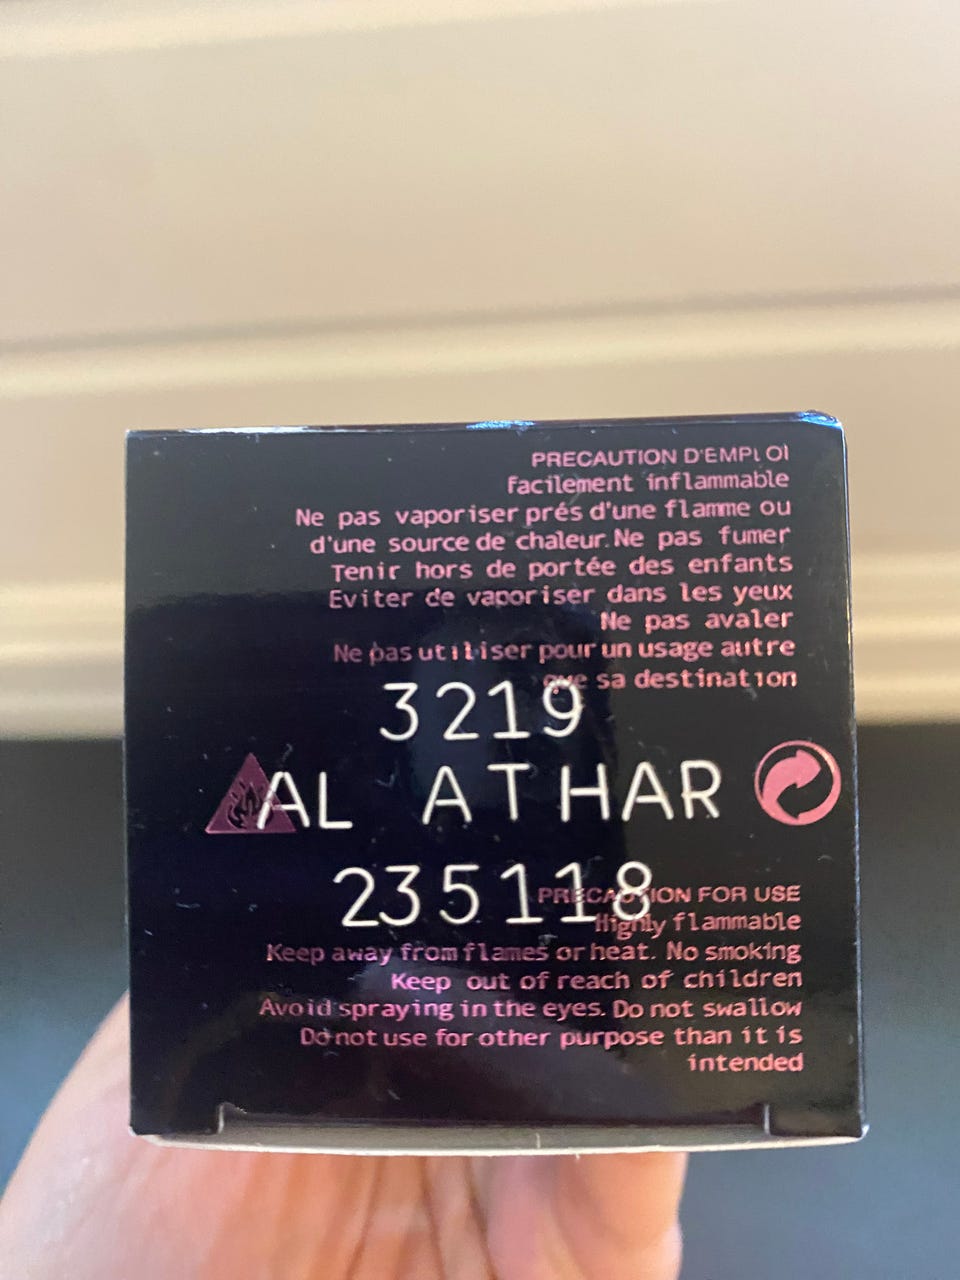 PRECAUTION D'EMPLOI
facilement inflammable
Ne pas vaporiser prés d'une flamme ou
d'une source de chaleur. Ne pas fumer
Tenir hors de portée des enfants
Eviter de vaporiser dans les yeux
Ne pas avaler
Ne pas utiliser pour un usage autre
que sa destination
3219
AL ATHAR
235118
PRECAUTION FOR USE
Highly flammable
Keep away from flames or heat. No smoking
Keep out of reach of children
Avoid spraying in the eyes. Do not swallow
Do not use for other purpose than it is
intended